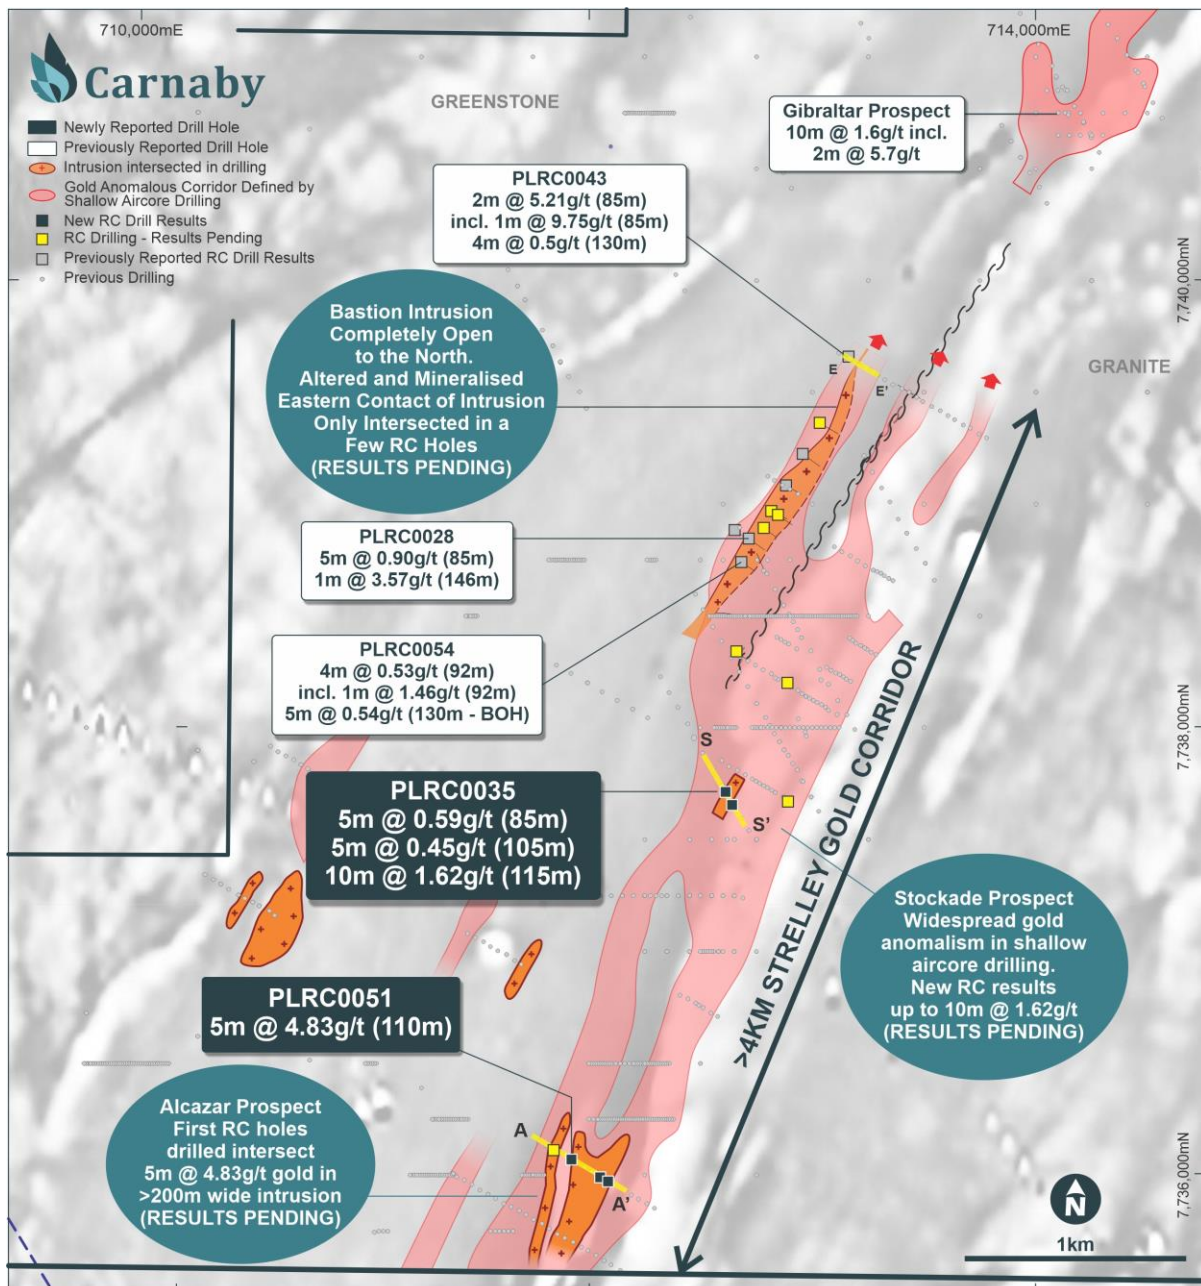 710,000mE
714,000mE
Carnaby
Newly Reported Drill Hole
Previously Reported Drill Hole
Intrusion intersected in drilling
Gold Anomalous Corridor Defined by
Shallow Aircore Drilling
New RC Drill Results
RC Drilling - Results Pending
Previously Reported RC Drill Results
Previous Drilling
GREENSTONE
Gibraltar Prospect
10m @ 1.6g/t incl.
2m @ 5.7g/t
PLRC0043
2m @ 5.21g/t (85m)
incl. 1m @ 9.75g/t (85m)
4m @ 0.5g/t (130m)
7,740,000mN
Bastion Intrusion
Completely Open
to the North.
Altered and Mineralised
Eastern Contact of Intrusion
Only Intersected in a
Few RC Holes
(RESULTS PENDING)
E
E'
GRANITE
PLRC0028
5m @ 0.90g/t (85m)
1m @ 3.57g/t (146m)
PLRC0054
4m @ 0.53g/t (92m)
incl. 1m @ 1.46g/t (92m)
5m @ 0.54g/t (130m - BOH)
7,738,000mN
S
S'
PLRC0035
5m @ 0.59g/t (85m)
5m @ 0.45g/t (105m)
10m @ 1.62g/t (115m)
>4KM STRELLEY GOLD CORRIDOR
Stockade Prospect
Widespread gold
anomalism in shallow
aircore drilling.
New RC results
up to 10m @ 1.62g/t
(RESULTS PENDING)
PLRC0051
5m @ 4.83g/t (110m)
Alcazar Prospect
First RC holes
drilled intersect
5m @ 4.83g/t gold in
>200m wide intrusion
(RESULTS PENDING)
A
A'
7,736,000mN
N
1km